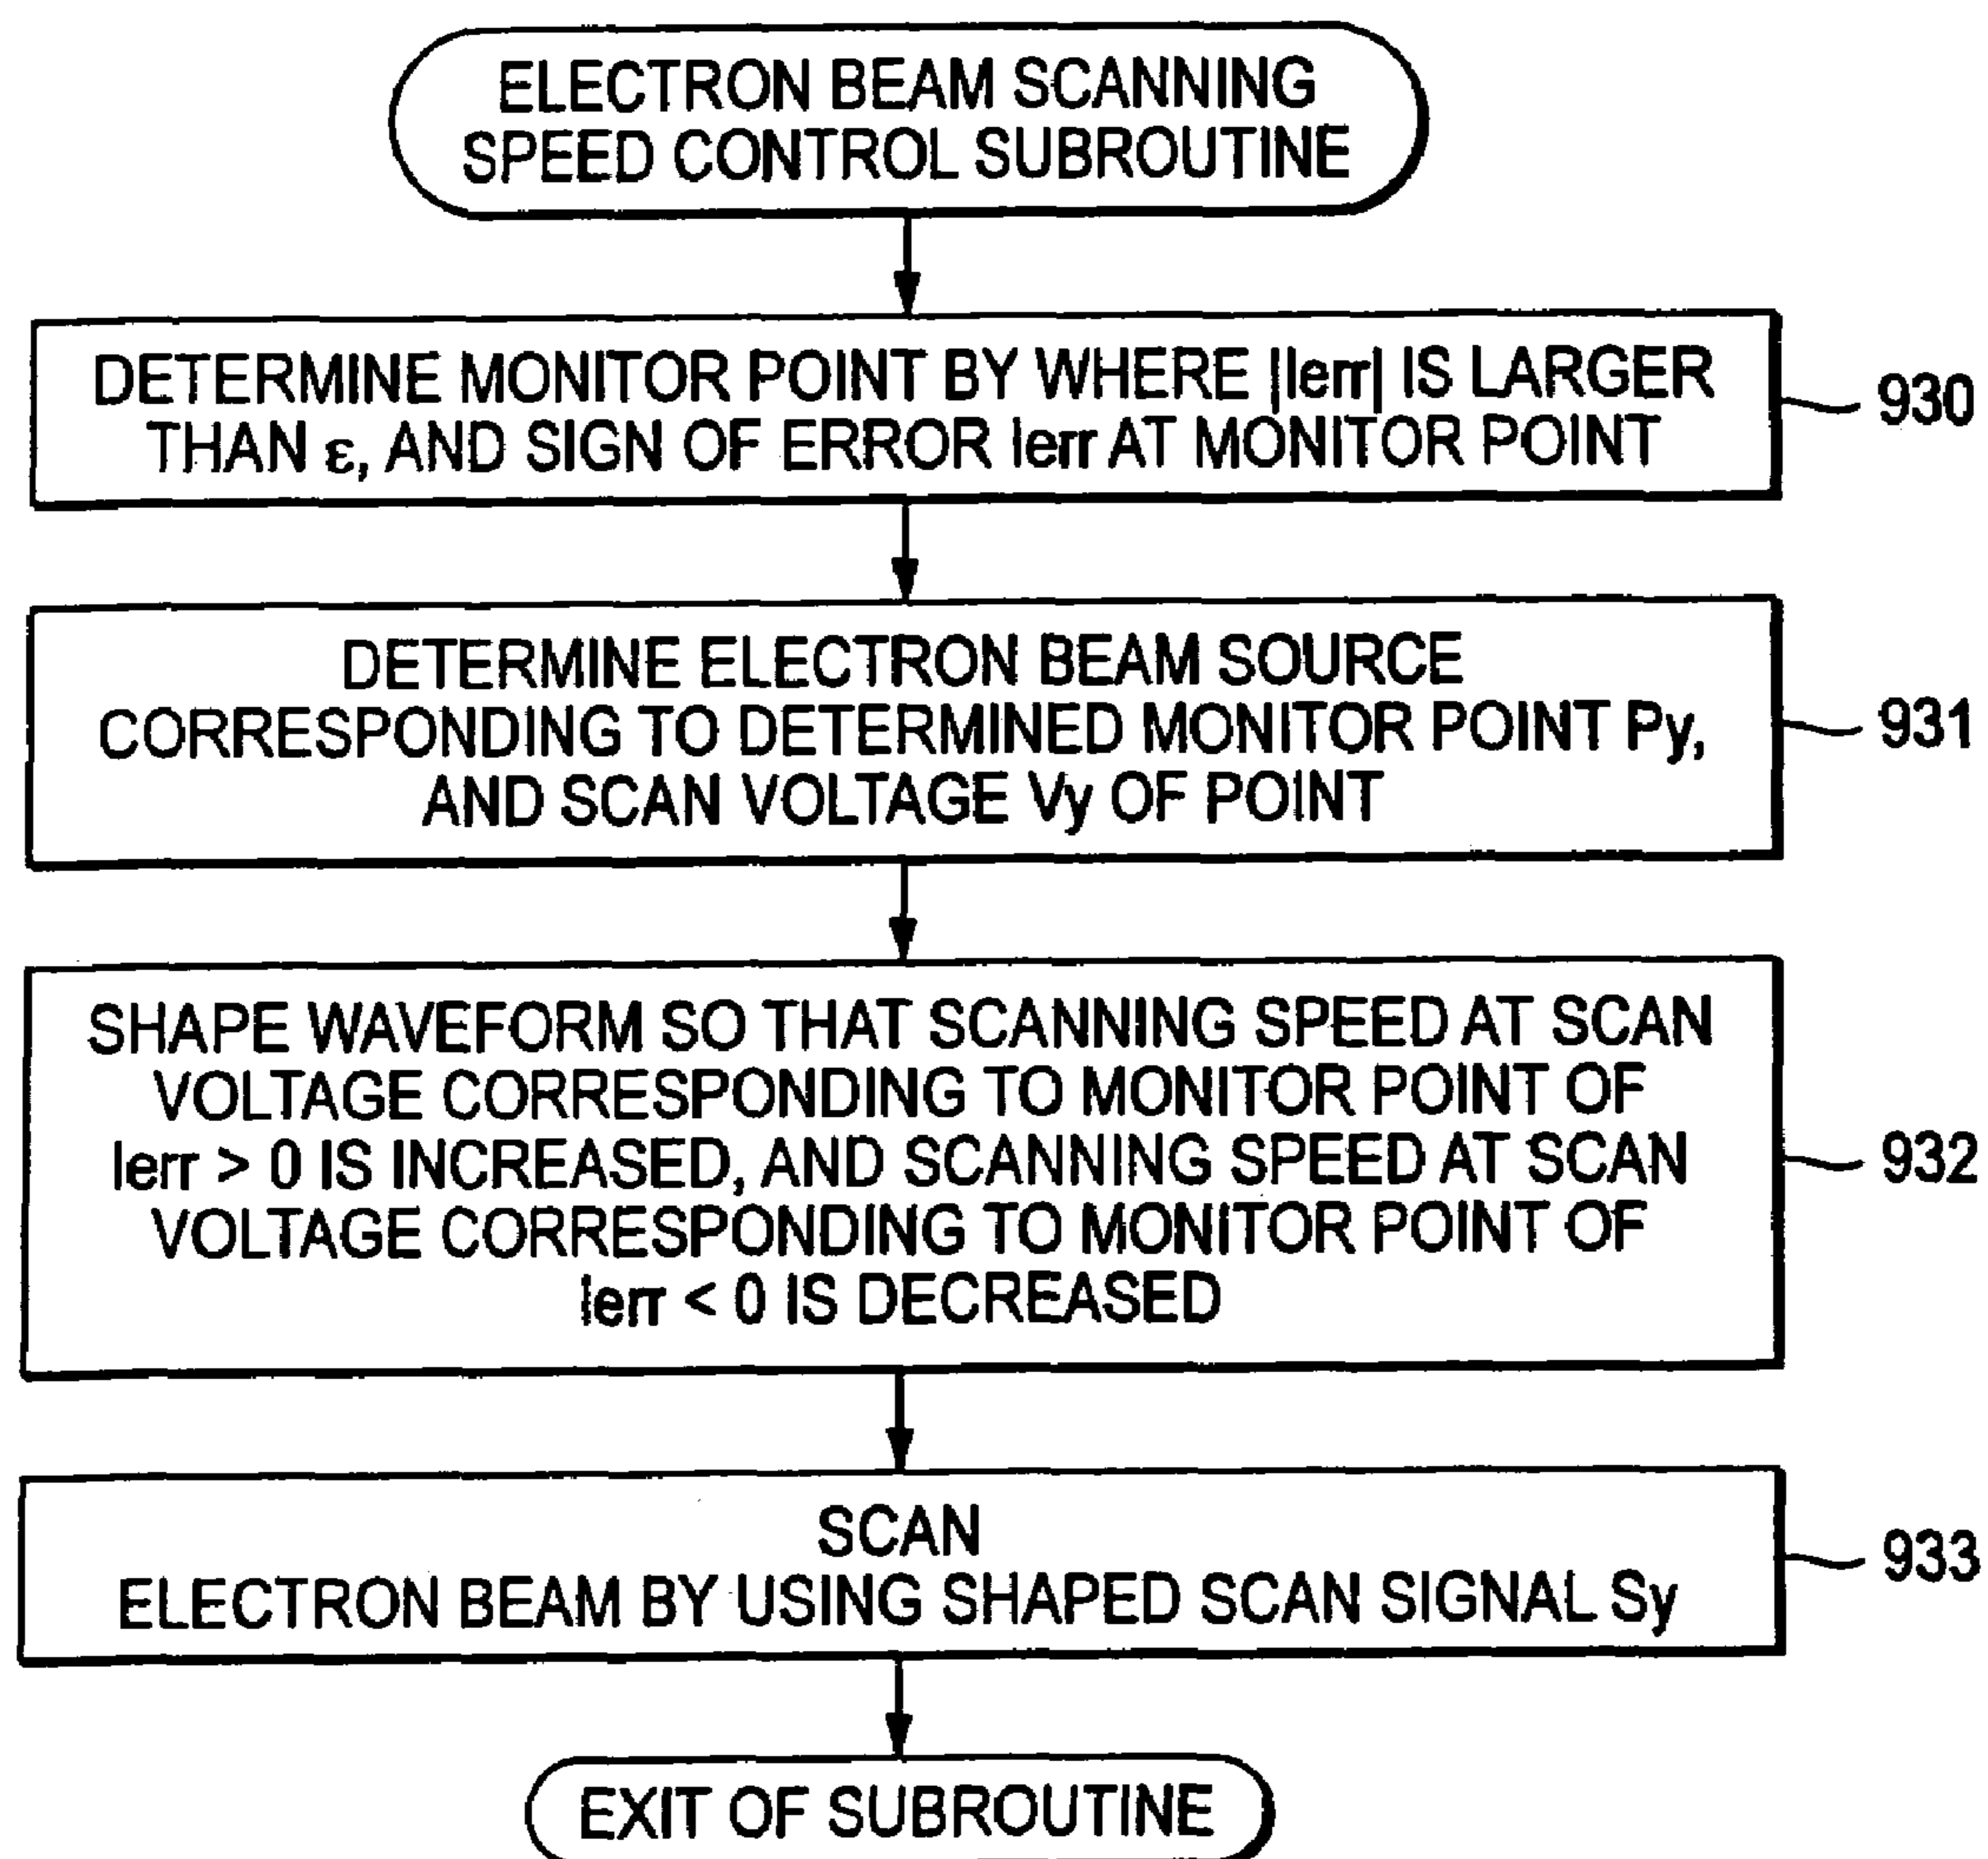 ELECTRON BEAM SCANNING
SPEED CONTROL SUBROUTINE
DETERMINE MONITOR POINT BY WHERE |Ierr| IS LARGER
THAN ε, AND SIGN OF ERROR Ierr AT MONITOR POINT
930
DETERMINE ELECTRON BEAM SOURCE
CORRESPONDING TO DETERMINED MONITOR POINT Py,
AND SCAN VOLTAGE Vy OF POINT
931
SHAPE WAVEFORM SO THAT SCANNING SPEED AT SCAN
VOLTAGE CORRESPONDING TO MONITOR POINT OF
Ierr > 0 IS INCREASED, AND SCANNING SPEED AT SCAN
VOLTAGE CORRESPONDING TO MONITOR POINT OF
Ierr < 0 IS DECREASED
932
SCAN
ELECTRON BEAM BY USING SHAPED SCAN SIGNAL Sy
933
EXIT OF SUBROUTINE